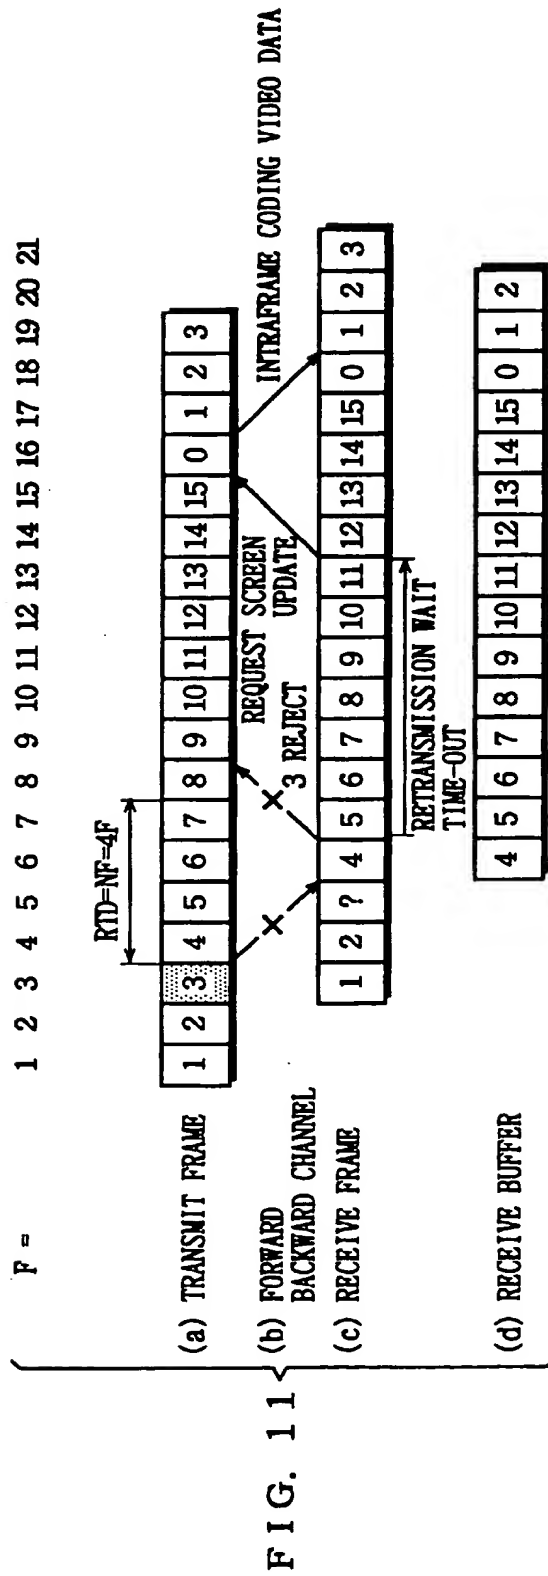 FIG. 11
F = 1 2 3 4 5 6 7 8 9 10 11 12 13 14 15 16 17 18 19 20 21
RTD=NF=4F
(a) TRANSMIT FRAME 1 2 3 4 5 6 7 8 9 10 11 12 13 14 15 0 1 2 3
(b) FORWARD
BACKWARD CHANNEL
3 REJECT
REQUEST SCREEN
UPDATE
INTRAFRAME CODING VIDEO DATA
(c) RECEIVE FRAME 1 2 ? 4 5 6 7 8 9 10 11 12 13 14 15 0 1 2 3
RETRANSMISSION WAIT
TIME-OUT
(d) RECEIVE BUFFER 4 5 6 7 8 9 10 11 12 13 14 15 0 1 2